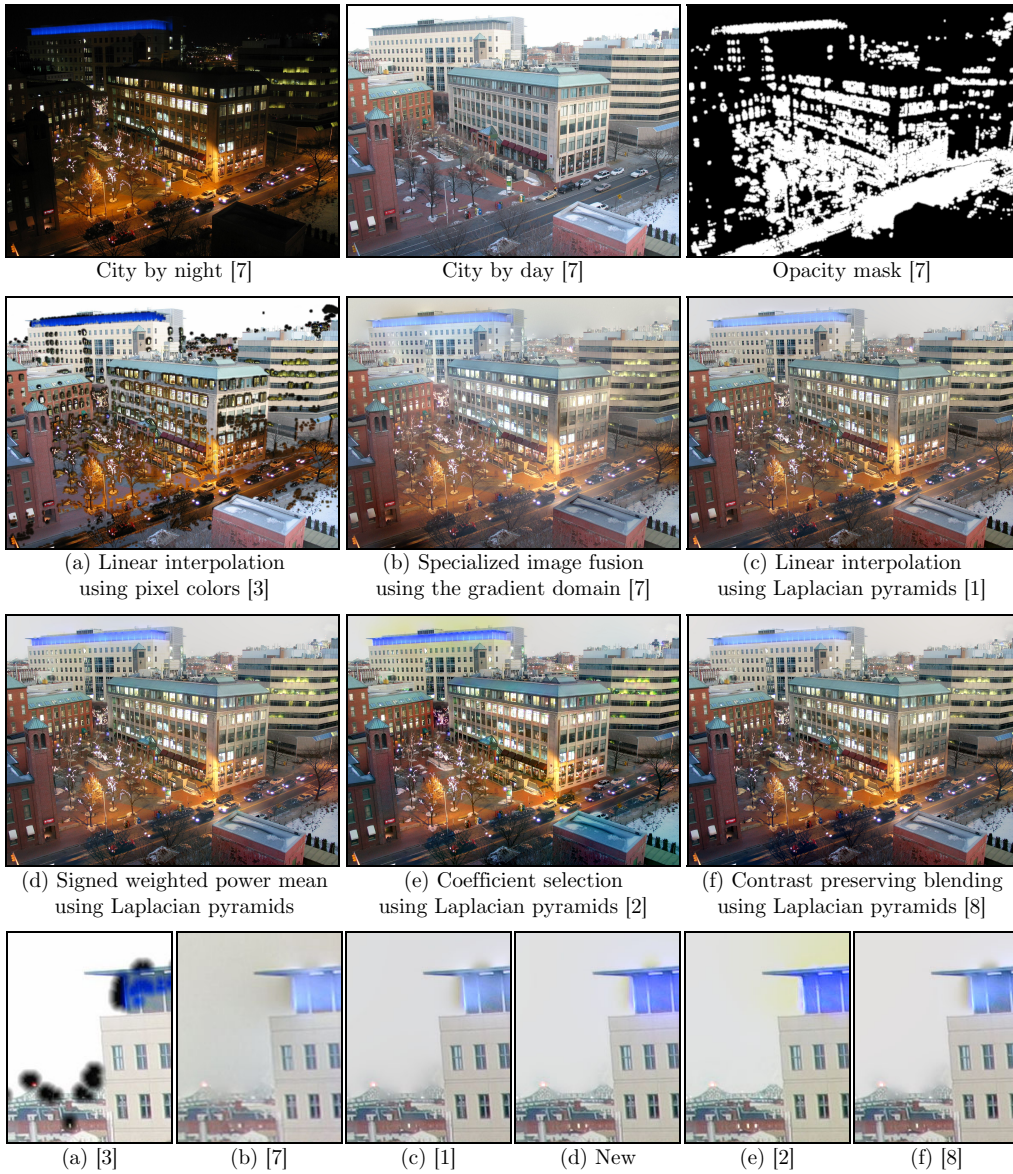 City by night [7]
City by day [7]
Opacity mask [7]
(a) Linear interpolation
using pixel colors [3]
(b) Specialized image fusion
using the gradient domain [7]
(c) Linear interpolation
using Laplacian pyramids [1]
(d) Signed weighted power mean
using Laplacian pyramids
(e) Coefficient selection
using Laplacian pyramids [2]
(f) Contrast preserving blending
using Laplacian pyramids [8]
(a) [3]
(b) [7]
(c) [1]
(d) New
(e) [2]
(f) [8]